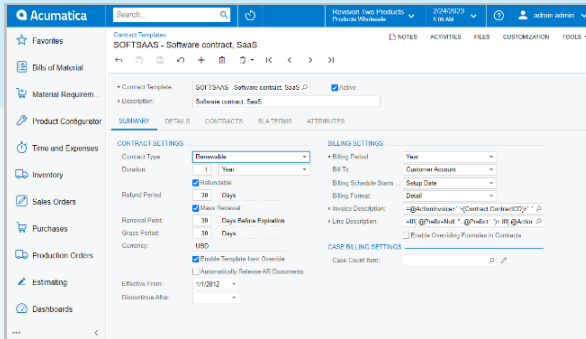 Acumatica
Search...
Revision Two Products
Products Wholesale
2/24/2023
5:06 AM
admin admin
Favorites
Bills of Material
Material Requirem...
Product Configurator
Time and Expenses
Inventory
Sales Orders
Purchases
Production Orders
Estimating
Dashboards
Contract Templates
SOFTSAAS - Software contract, SaaS
NOTES ACTIVITIES FILES CUSTOMIZATION TOOLS
• Contract Template: SOFTSAAS - Software contract, SaaS
Active
• Description: Software contract, SaaS
SUMMARY DETAILS CONTRACTS SLA TERMS ATTRIBUTES
CONTRACT SETTINGS
Contract Type: Renewable
Duration: 1 Year
Refundable
Refund Period: 30 Days
Mass Renewal
Renewal Point: 30 Days Before Expiration
Grace Period: 30 Days
Currency: USD
Enable Template Item Override
Automatically Release AR Documents
Effective From: 1/1/2012
Discontinue After:
BILLING SETTINGS
• Billing Period: Year
Bill To: Customer Account
Billing Schedule Starts ... Setup Date
Billing Format: Detail
• Invoice Description: =@ActionInvoice+' '+[Contract.ContractCD]+' '
• Line Description:
Enable Overriding Formulas in Contracts
CASE BILLING SETTINGS
Case Count Item: